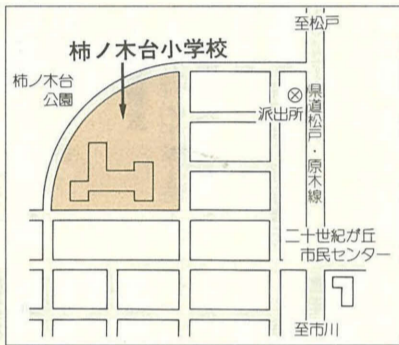 至松戸
柿ノ木台小学校
柿ノ木台
公園
派出所
県道松戸・原木線
二十世紀が丘
市民センター
至市川